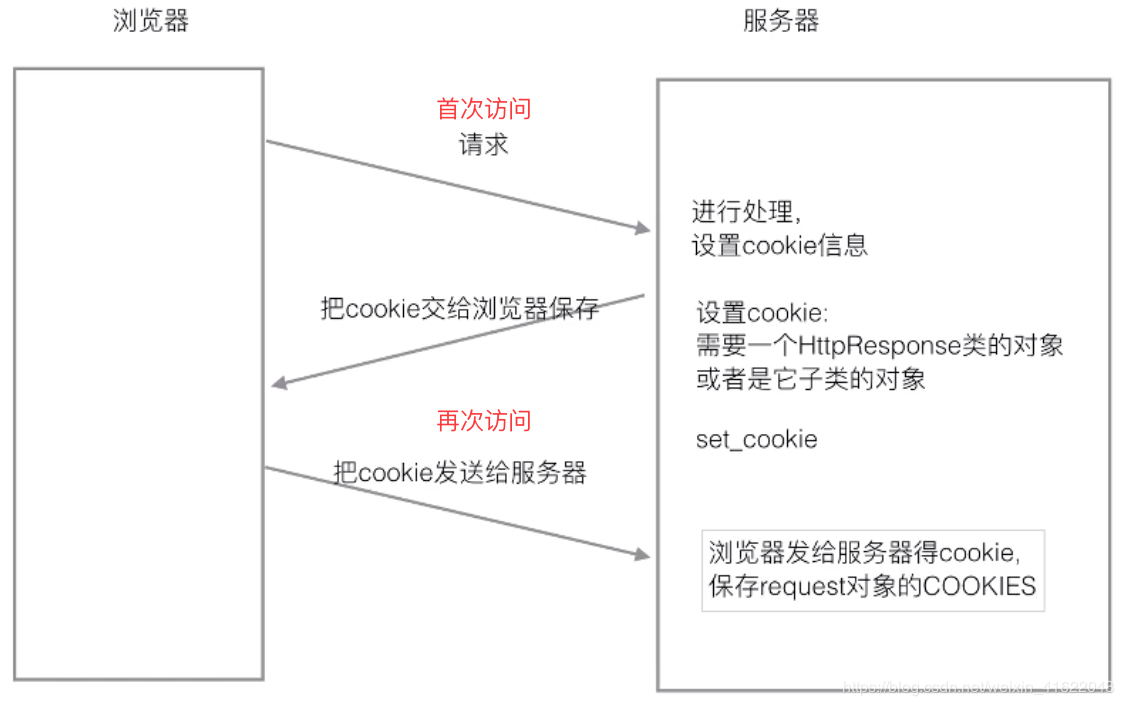 浏览器
服务器
首次访问
请求
进行处理，
设置cookie信息
把cookie交给浏览器保存
设置cookie:
需要一个HttpResponse类的对象
或者是它子类的对象
再次访问
set_cookie
把cookie发送给服务器
浏览器发给服务器得cookie,
保存request对象的COOKIES
https://blog.csdn.net/weixin_41622043